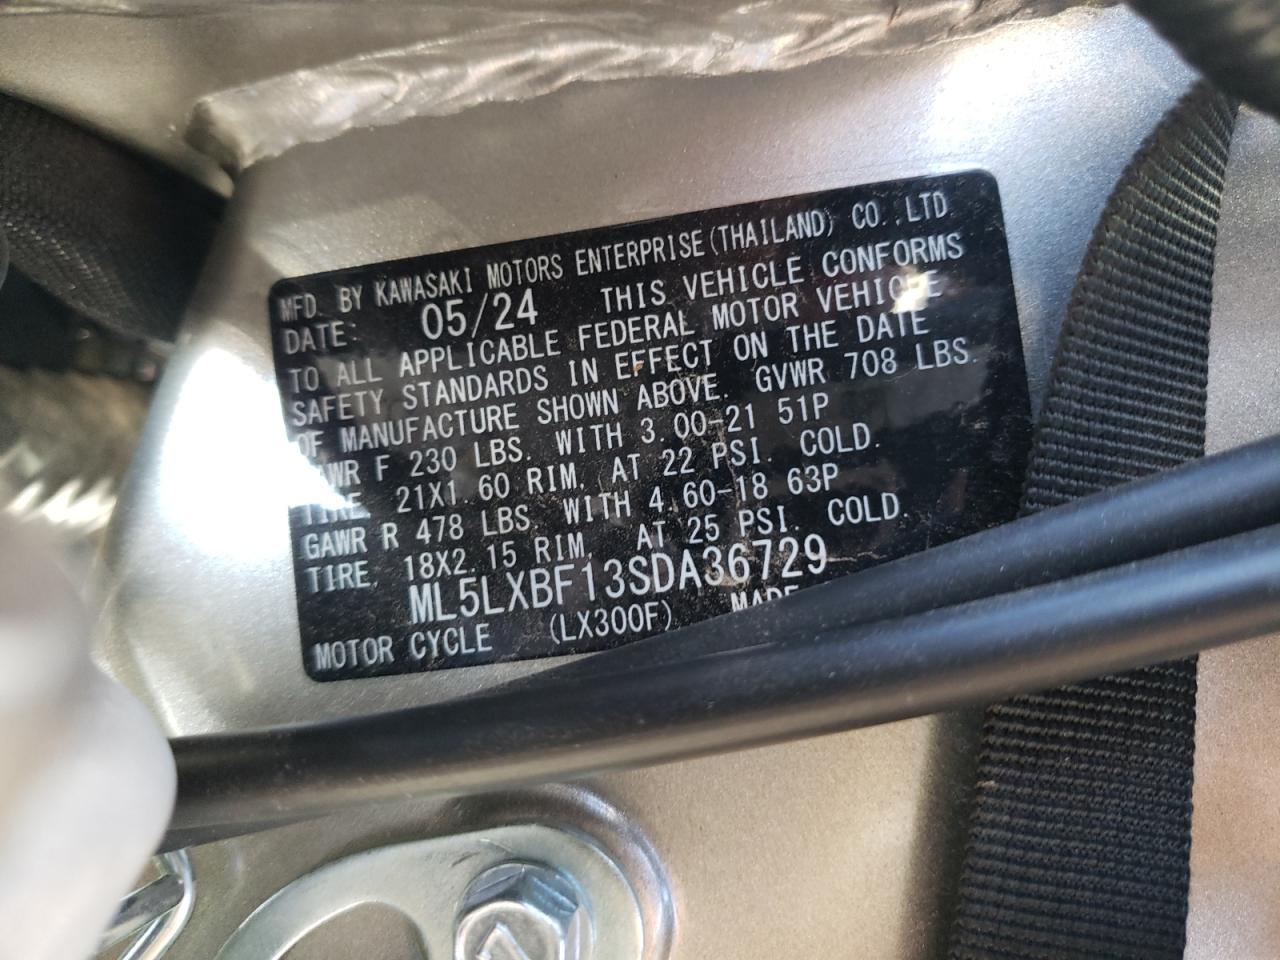 MFD. BY KAWASAKI MOTORS ENTERPRISE (THAILAND) CO., LTD.
DATE: 05/24 THIS VEHICLE CONFORMS
TO ALL APPLICABLE FEDERAL MOTOR VEHICLE
SAFETY STANDARDS IN EFFECT ON THE DATE
OF MANUFACTURE SHOWN ABOVE. GVWR 708 LBS.
GAWR F 230 LBS. WITH 3.00-21 51P
TIRE, 21X1.60 RIM, AT 22 PSI. COLD.
GAWR R 478 LBS. WITH 4.60-18 63P
TIRE, 18X2.15 RIM, AT 25 PSI. COLD.
ML5LXBF13SDA36729
MOTOR CYCLE (LX300F) MADE